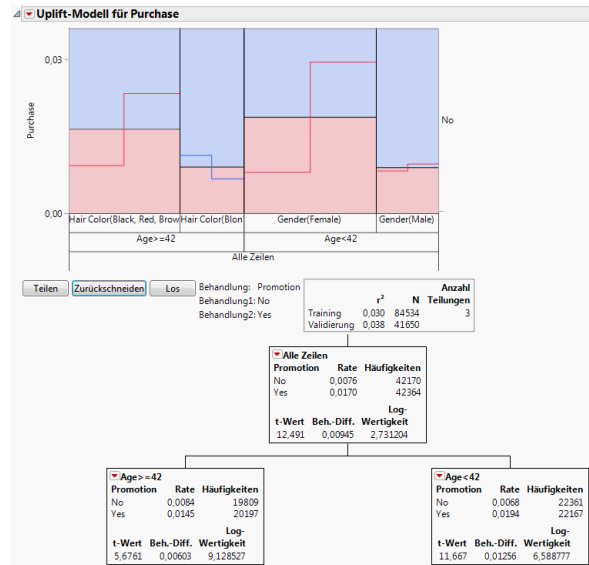 Uplift-Modell für Purchase
0,03
Purchase
No
0,00
Hair Color(Black, Red, Brow
Hair Color(Blon
Gender(Female)
Gender(Male)
Age>=42
Age<42
Alle Zeilen
Teilen
Zurückschneiden
Los
Behandlung: Promotion
Behandlung1: No
Behandlung2: Yes
Anzahl
r² N Teilungen
Training 0,030 84534 3
Validierung 0,038 41650
Alle Zeilen
Promotion Rate Häufigkeiten
No 0,0076 42170
Yes 0,0170 42364
Log-
t-Wert Beh.-Diff. Wertigkeit
12,491 0,00945 2,731204
Age>=42
Promotion Rate Häufigkeiten
No 0,0084 19809
Yes 0,0145 20197
Log-
t-Wert Beh.-Diff. Wertigkeit
5,6761 0,00603 9,128527
Age<42
Promotion Rate Häufigkeiten
No 0,0068 22361
Yes 0,0194 22167
Log-
t-Wert Beh.-Diff. Wertigkeit
11,667 0,01256 6,588777